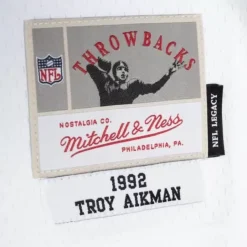 THROWBACKS
NFL
NOSTALGIA CO.
Mitchell & Ness
PHILADELPHIA, PA.
NFL LEGACY
1992
TROY AIKMAN